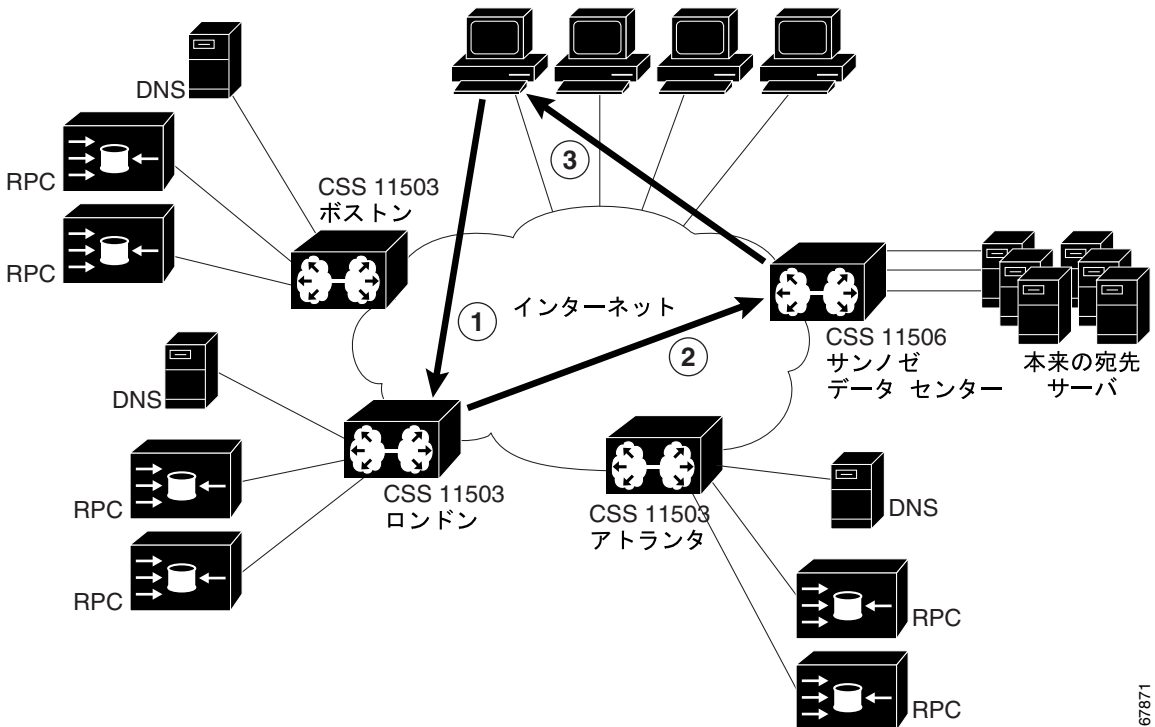 DNS
RPC
RPC
CSS 11503
ボストン
3
1
インターネット
2
CSS 11506
サンノゼ
データ センター
本来の宛先
サーバ
DNS
RPC
RPC
CSS 11503
ロンドン
CSS 11503
アトランタ
DNS
RPC
RPC
67871